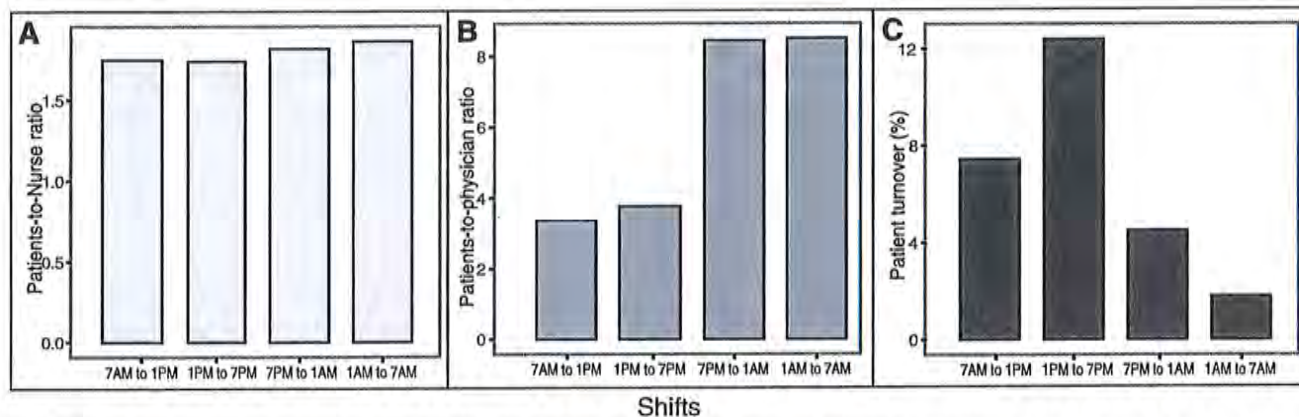 A
Patients-to-Nurse ratio
1.5
1.0
0.5
0.0
7AM to 1PM 1PM to 7PM 7PM to 1AM 1AM to 7AM
B
Patients-to-physician ratio
8
6
4
2
0
7AM to 1PM 1PM to 7PM 7PM to 1AM 1AM to 7AM
C
Patient turnover (%)
12
8
4
0
7AM to 1PM 1PM to 7PM 7PM to 1AM 1AM to 7AM
Shifts